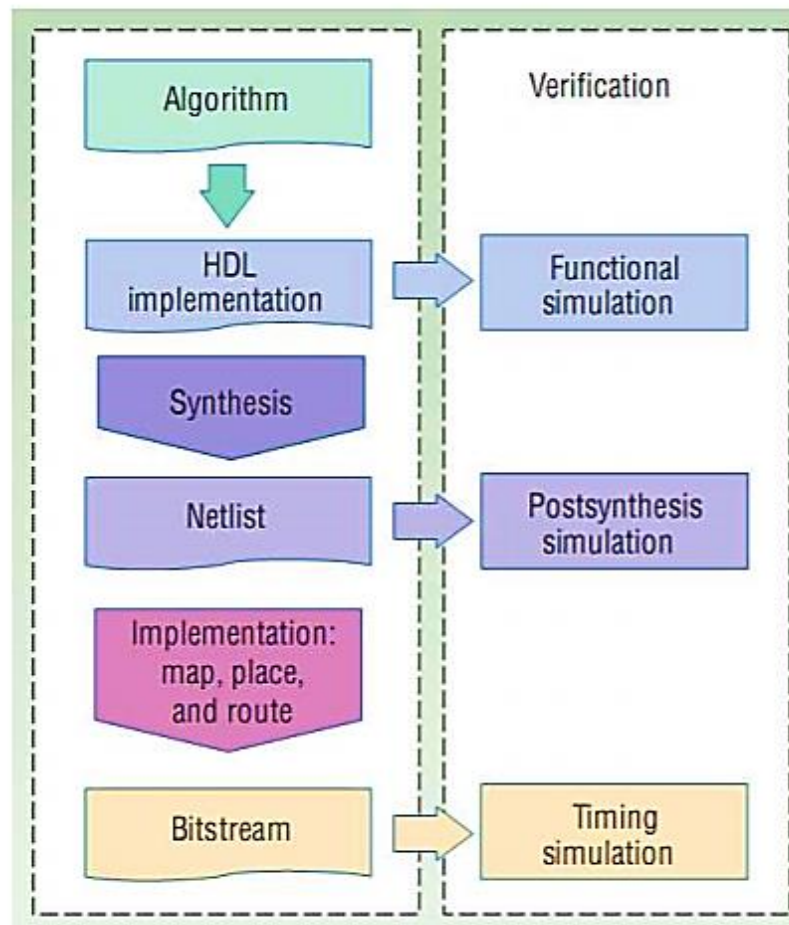 Algorithm
Verification
HDL
implementation
Functional
simulation
Synthesis
Netlist
Postsynthesis
simulation
Implementation:
map, place,
and route
Bitstream
Timing
simulation